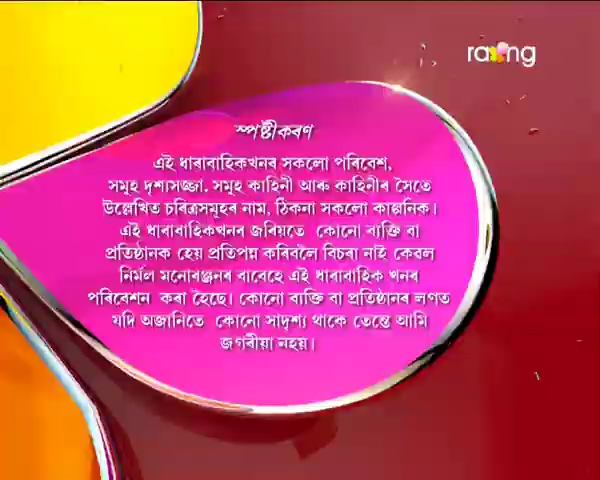 rang
স্পষ্টীকৰণ
এই ধাৰাবাহিকখনৰ সকলো পৰিবেশ,
সমূহ দৃশ্যসজ্জা, সমূহ কাহিনী আৰু কাহিনীৰ সৈতে
উল্লেখিত চৰিত্ৰসমূহৰ নাম, ঠিকনা সকলো কাল্পনিক।
এই ধাৰাবাহিকখনৰ জৰিয়তে কোনো ব্যক্তি বা
প্ৰতিষ্ঠানক হেয় প্ৰতিপন্ন কৰিবলৈ বিচৰা নাই কেৱল
নিৰ্মল মনোৰঞ্জনৰ বাবেহে এই ধাৰাবাহিক খনৰ
পৰিবেশন কৰা হৈছে। কোনো ব্যক্তি বা প্ৰতিষ্ঠানৰ লগত
যদি অজানিতে কোনো সাদৃশ্য থাকে তেন্তে আমি
জগৰীয়া নহয়।